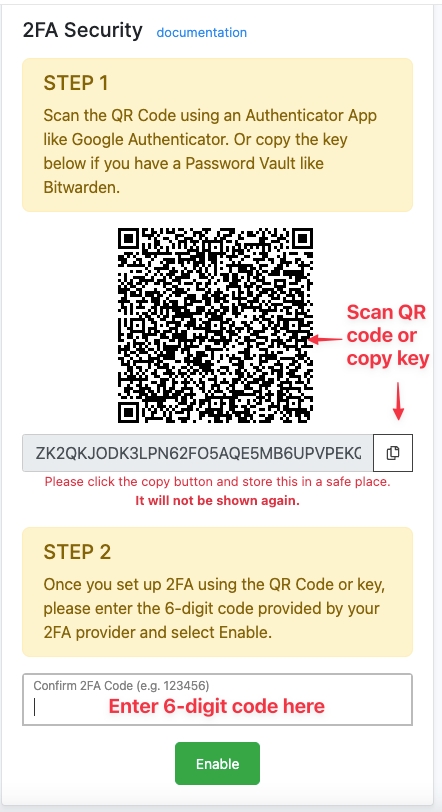 2FA Security documentation
STEP 1
Scan the QR Code using an Authenticator App
like Google Authenticator. Or copy the key
below if you have a Password Vault like
Bitwarden.
Scan QR
code or
copy key
ZK2QKJODK3LPN62FO5AQE5MB6UPVPEKQ
Please click the copy button and store this in a safe place.
It will not be shown again.
STEP 2
Once you set up 2FA using the QR Code or key,
please enter the 6-digit code provided by your
2FA provider and select Enable.
Confirm 2FA Code (e.g. 123456)
Enter 6-digit code here
Enable